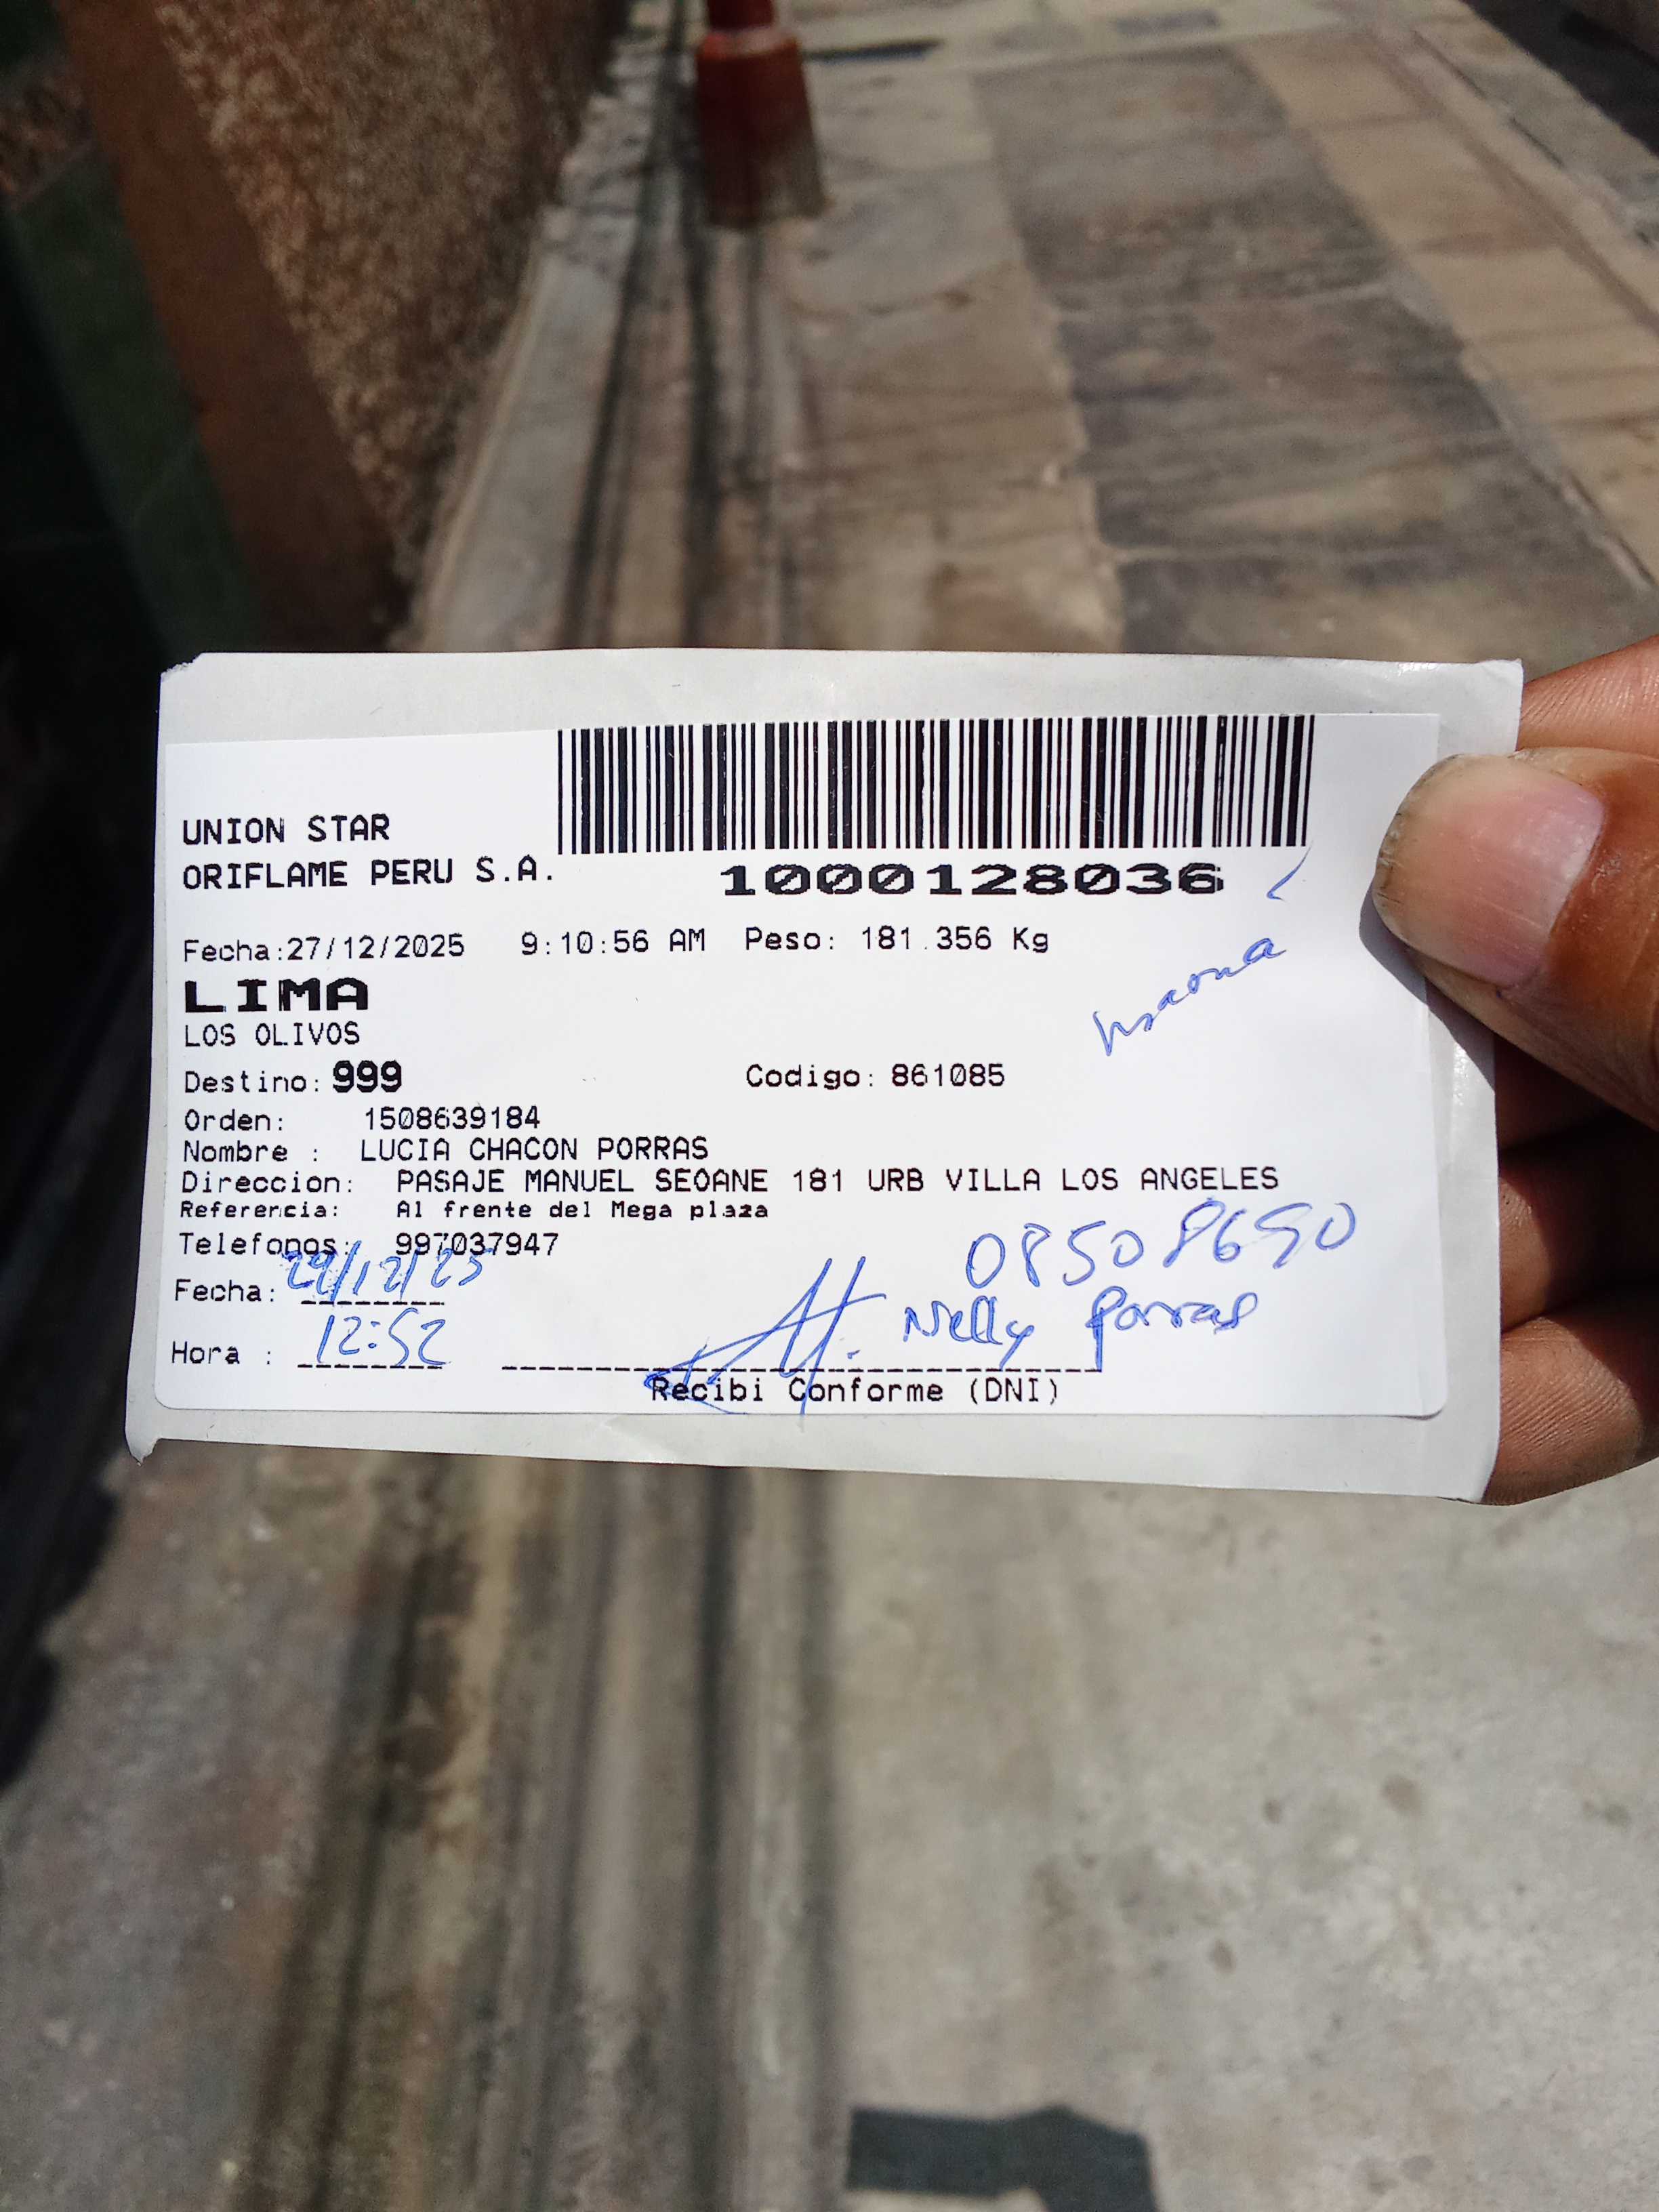 UNION STAR
ORIFLAME PERU S.A.
1000128036
Fecha:27/12/2025 9:10:56 AM Peso: 181.356 Kg
LIMA
LOS OLIVOS
Destino: 999 Codigo: 861085
Orden: 1508639184
Nombre : LUCIA CHACON PORRAS
Direccion: PASAJE MANUEL SEOANE 181 URB VILLA LOS ANGELES
Referencia: Al frente del Mega plaza
Telefonos: 997037947
08508690
Fecha: 29/12/25
Nelly Porras
Hora : 12:52
Recibi Conforme (DNI)